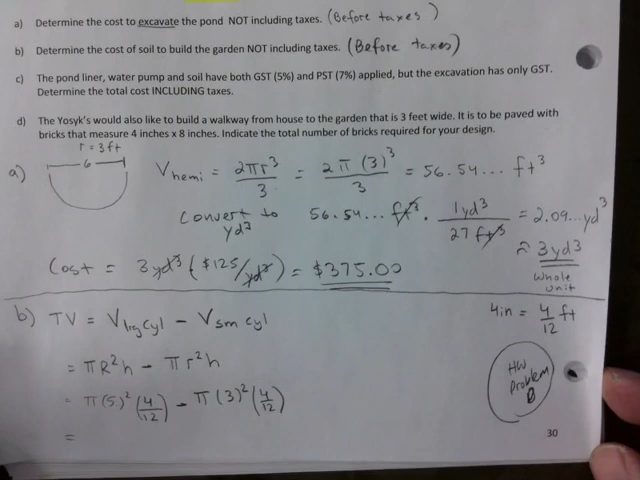 a) Determine the cost to excavate the pond NOT including taxes. (Before taxes)
b) Determine the cost of soil to build the garden NOT including taxes. (Before taxes)
c) The pond liner, water pump and soil have both GST (5%) and PST (7%) applied, but the excavation has only GST.
Determine the total cost INCLUDING taxes.
d) The Yosyk's would also like to build a walkway from house to the garden that is 3 feet wide. It is to be paved with
bricks that measure 4 inches x 8 inches. Indicate the total number of bricks required for your design.
r = 3 ft
6
a) V hemi = 2πr³/3 = 2π(3)³/3 = 56.54... ft³
Convert to yd³ 56.54... ft³ · 1yd³/27 ft³ = 2.09...yd³
≈ 3yd3
Whole unit
Cost = 3yd³ ($125/yd³) = $375.00
b) TV = V lrg cyl − V sm cyl
4in = 4/12 ft
= πR²h − πr²h
= π(5)²(4/12) − π(3)²(4/12)
=
HW
Problem
30